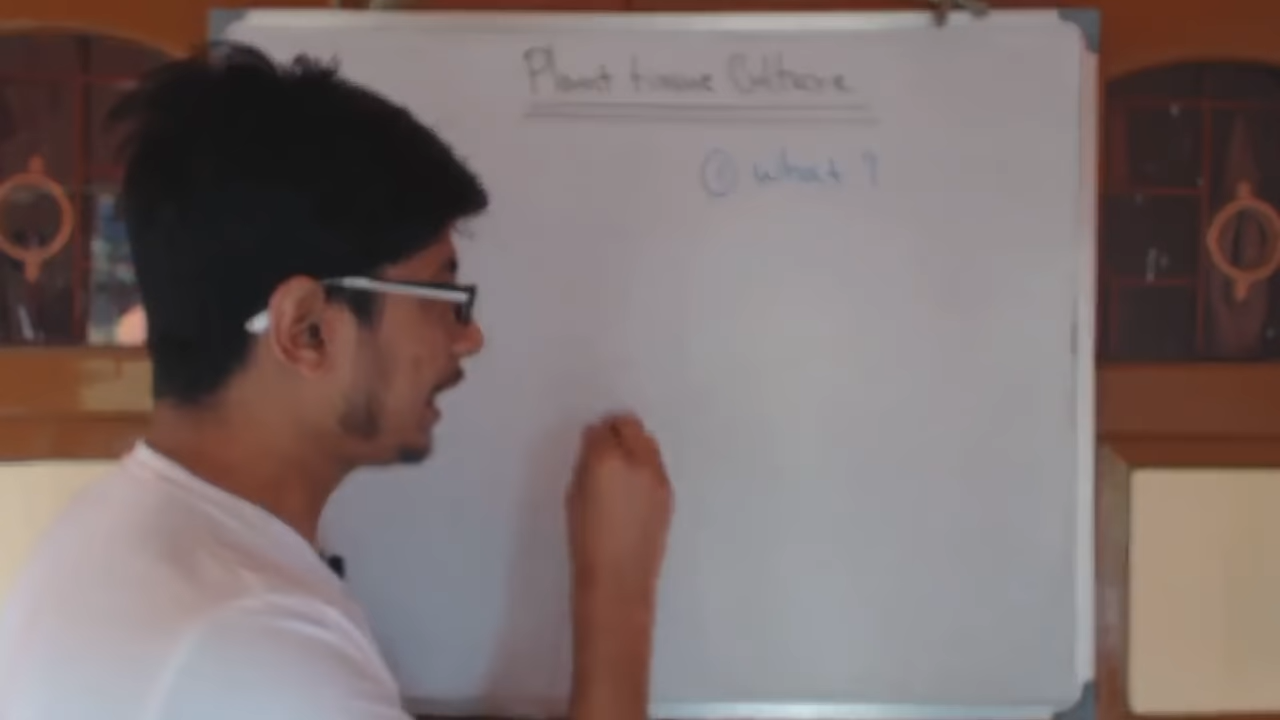 Plant tissue Culture
① what ?